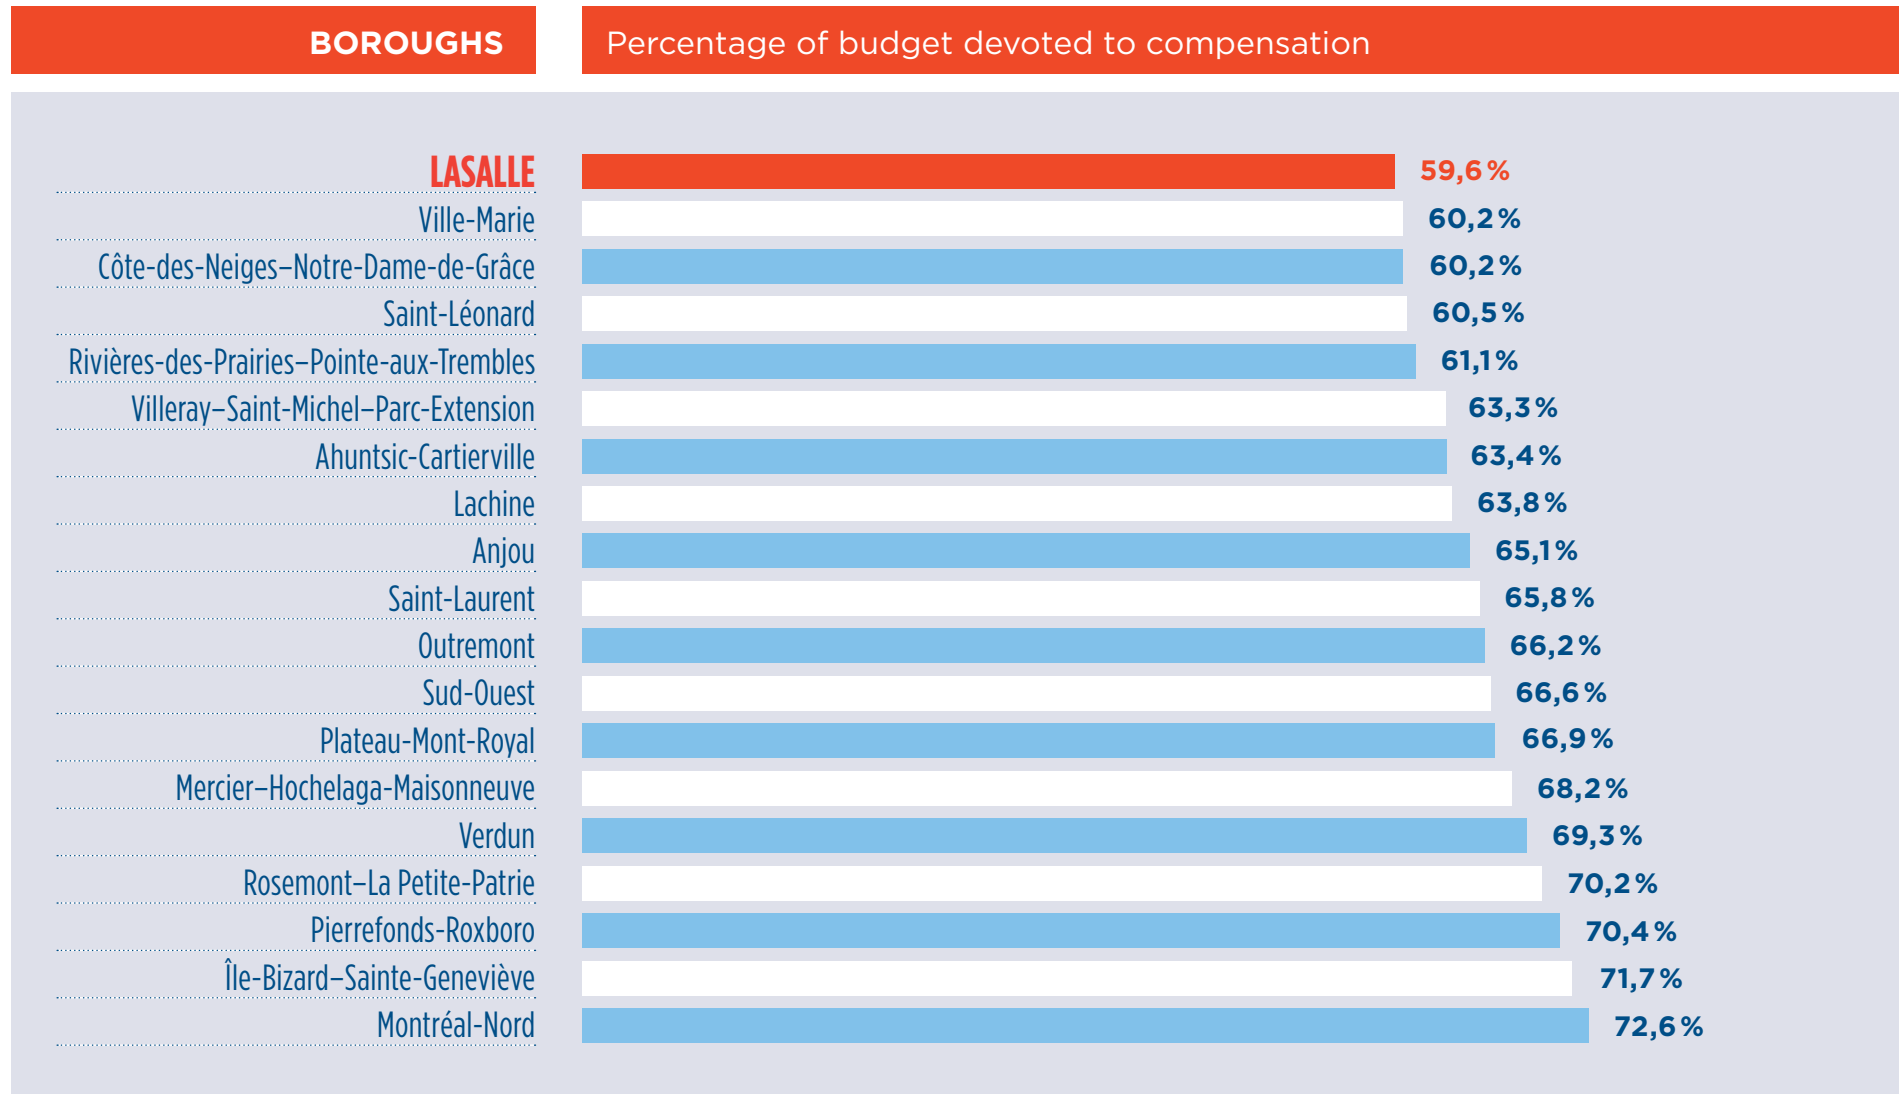 BOROUGHS Percentage of budget devoted to compensation
LASALLE 59,6 %
Ville-Marie 60,2 %
Côte-des-Neiges–Notre-Dame-de-Grâce 60,2 %
Saint-Léonard 60,5 %
Rivières-des-Prairies–Pointe-aux-Trembles 61,1 %
Villeray–Saint-Michel–Parc-Extension 63,3 %
Ahuntsic-Cartierville 63,4 %
Lachine 63,8 %
Anjou 65,1 %
Saint-Laurent 65,8 %
Outremont 66,2 %
Sud-Ouest 66,6 %
Plateau-Mont-Royal 66,9 %
Mercier–Hochelaga-Maisonneuve 68,2 %
Verdun 69,3 %
Rosemont–La Petite-Patrie 70,2 %
Pierrefonds-Roxboro 70,4 %
Île-Bizard–Sainte-Geneviève 71,7 %
Montréal-Nord 72,6 %